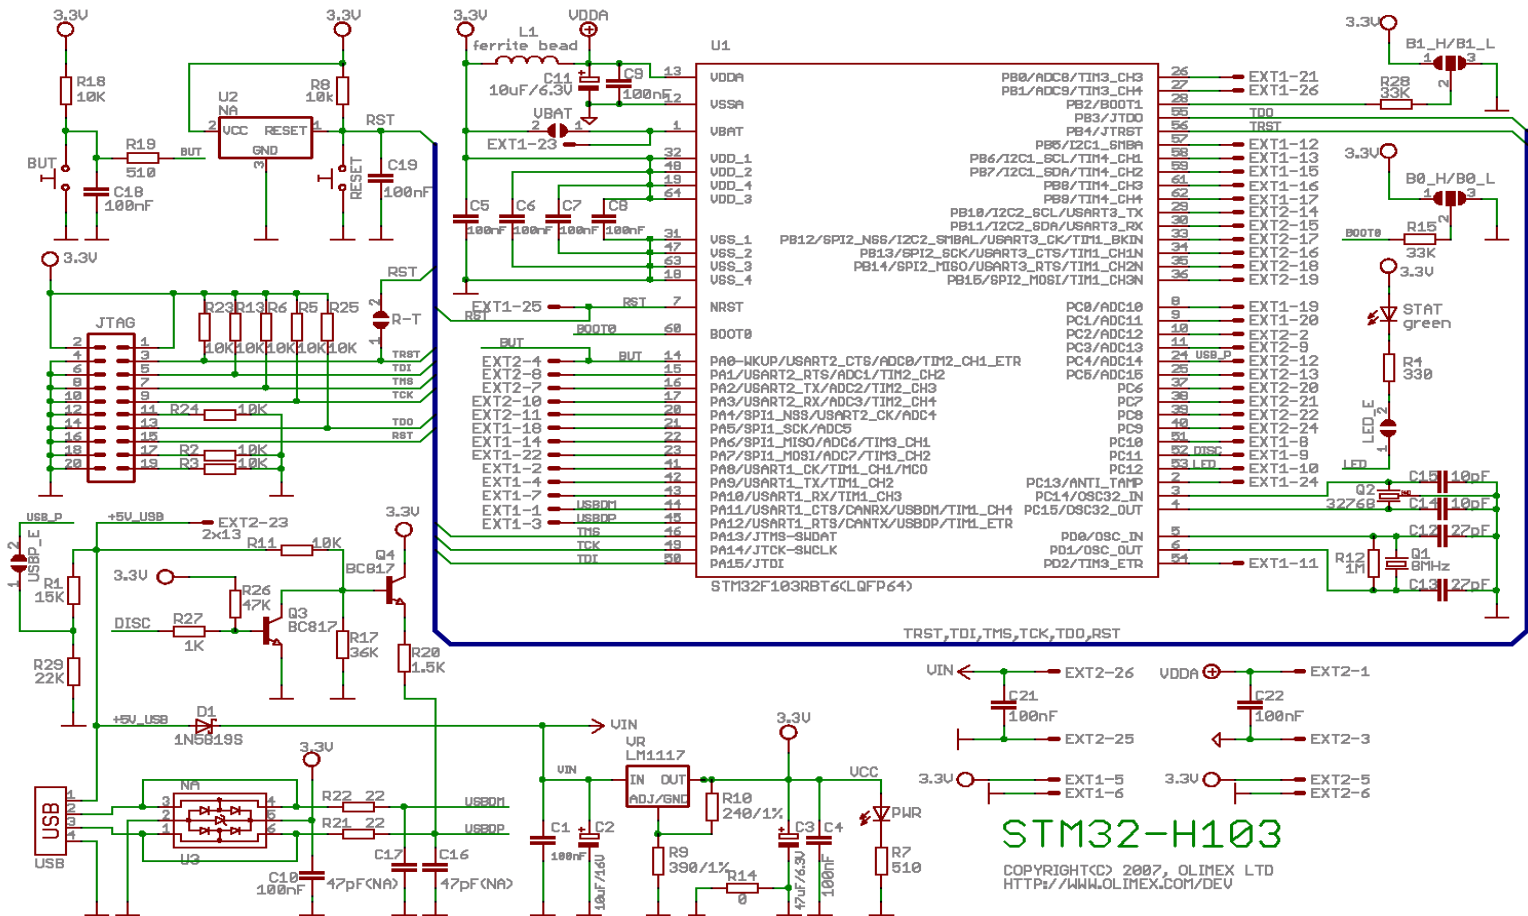 3.3V
R18
10K
BUT
C18
100nF
R19
510
BUT
3.3V
R8
10k
U2
NA
VCC
RESET
GND
2
1
3
RST
RESET
C19
100nF
3.3V
L1
ferrite bead
VDDA
C11
10uF/6.3V
C9
100nF
VBAT
2
1
EXT1-23
C5
100nF
C6
100nF
C7
100nF
C8
100nF
U1
13 VDDA
12 VSSA
1 VBAT
32 VDD_1
48 VDD_2
19 VDD_4
64 VDD_3
31 VSS_1
47 VSS_2
63 VSS_3
18 VSS_4
EXT1-25 RST 7 NRST
RST
BOOT0 60 BOOT0
BUT
EXT2-4 BUT 14 PA0-WKUP/USART2_CTS/ADC0/TIM2_CH1_ETR
EXT2-8 15 PA1/USART2_RTS/ADC1/TIM2_CH2
EXT2-7 16 PA2/USART2_TX/ADC2/TIM2_CH3
EXT2-10 17 PA3/USART2_RX/ADC3/TIM2_CH4
EXT2-11 20 PA4/SPI1_NSS/USART2_CK/ADC4
EXT1-18 21 PA5/SPI1_SCK/ADC5
EXT1-14 22 PA6/SPI1_MISO/ADC6/TIM3_CH1
EXT1-22 23 PA7/SPI1_MOSI/ADC7/TIM3_CH2
EXT1-2 41 PA8/USART1_CK/TIM1_CH1/MCO
EXT1-4 42 PA9/USART1_TX/TIM1_CH2
EXT1-7 43 PA10/USART1_RX/TIM1_CH3
EXT1-1 USBDM 44 PA11/USART1_CTS/CANRX/USBDM/TIM1_CH4
EXT1-3 USBDP 45 PA12/USART1_RTS/CANTX/USBDP/TIM1_ETR
TMS 46 PA13/JTMS-SWDAT
TCK 49 PA14/JTCK-SWCLK
TDI 50 PA15/JTDI
STM32F103RBT6(LQFP64)
PB0/ADC8/TIM3_CH3 26 EXT1-21
PB1/ADC9/TIM3_CH4 27 EXT1-26
PB2/BOOT1 28
PB3/JTDO 55 TDO
PB4/JTRST 56 TRST
PB5/I2C1_SMBA 57 EXT1-12
PB6/I2C1_SCL/TIM4_CH1 58 EXT1-13
PB7/I2C1_SDA/TIM4_CH2 59 EXT1-15
PB8/TIM4_CH3 61 EXT1-16
PB9/TIM4_CH4 62 EXT1-17
PB10/I2C2_SCL/USART3_TX 29 EXT2-14
PB11/I2C2_SDA/USART3_RX 30 EXT2-15
PB12/SPI2_NSS/I2C2_SMBAL/USART3_CK/TIM1_BKIN 33 EXT2-17
PB13/SPI2_SCK/USART3_CTS/TIM1_CH1N 34 EXT2-16
PB14/SPI2_MISO/USART3_RTS/TIM1_CH2N 35 EXT2-18
PB15/SPI2_MOSI/TIM1_CH3N 36 EXT2-19
PC0/ADC10 8 EXT1-19
PC1/ADC11 9 EXT1-20
PC2/ADC12 10 EXT2-2
PC3/ADC13 11 EXT2-9
PC4/ADC14 24 USB_P EXT2-12
PC5/ADC15 25 EXT2-13
PC6 37 EXT2-20
PC7 38 EXT2-21
PC8 39 EXT2-22
PC9 40 EXT2-24
PC10 51 EXT1-8
PC11 52 DISC EXT1-9
PC12 53 LED EXT1-10
PC13/ANTI_TAMP 2 EXT1-24
PC14/OSC32_IN 3
PC15/OSC32_OUT 4
PD0/OSC_IN 5
PD1/OSC_OUT 6
PD2/TIM3_ETR 54 EXT1-11
3.3V
B1_H/B1_L
1
3
2
R28
33K
3.3V
B0_H/B0_L
1
3
2
BOOT0
R15
33K
3.3V
STAT
green
R4
330
LED_E
2
1
LED
C15 10pF
Q2
32768
C14 10pF
C12 27pF
R12
1M
Q1
8MHz
C13 27pF
3.3V
JTAG
2 1
4 3
6 5
8 7
10 9
12 11
14 13
16 15
18 17
20 19
R23
R13
R6
R5
R25
10K
10K
10K
10K
10K
RST
2
R-T
1
TRST
TDI
TMS
TCK
R24 10K
TDO
RST
R2 10K
R3 10K
TRST,TDI,TMS,TCK,TDO,RST
USB_P
USBP_E
2
1
R1
15K
R29
22K
+5V_USB
EXT2-23
2x13
R11 10K
3.3V
R26
47K
DISC
R27
1K
Q3
BC817
R17
36K
3.3V
Q4
BC817
R20
1.5K
+5V_USB
D1
1N5819S
VIN
USB
1
2
3
4
USB
NA
3
2
1
4
5
6
U3
3.3V
C10
100nF
R22 22
R21 22
USBDM
USBDP
C17
47pF(NA)
C16
47pF(NA)
VIN
C1
100nF
C2
10uF/16V
VR
LM1117
IN
OUT
ADJ/GND
R9
390/1%
R10
240/1%
R14
0
3.3V
C3
47uF/6.3V
C4
100nF
VCC
PWR
R7
510
VIN
EXT2-26
C21
100nF
EXT2-25
VDDA
EXT2-1
C22
100nF
EXT2-3
3.3V
EXT1-5
EXT1-6
3.3V
EXT2-5
EXT2-6
STM32-H103
COPYRIGHT(C) 2007, OLIMEX LTD
HTTP://WWW.OLIMEX.COM/DEV